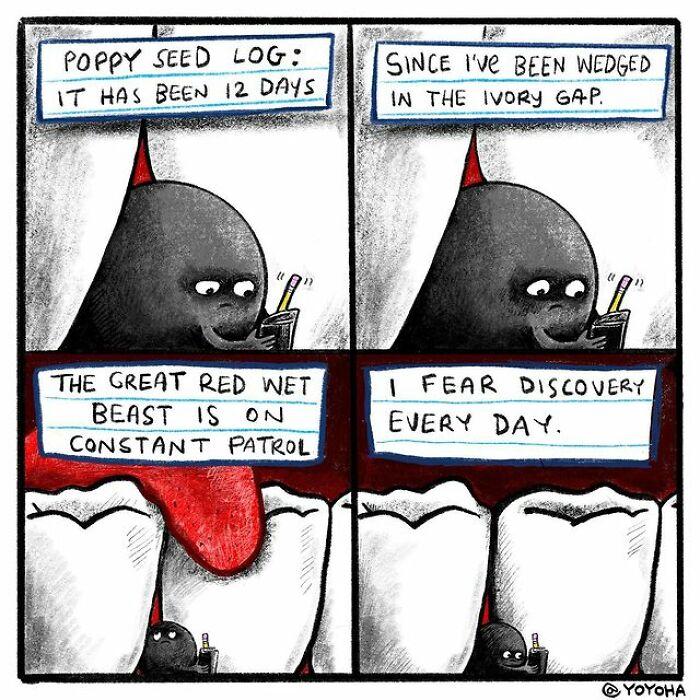 POPPY SEED LOG:
IT HAS BEEN 12 DAYS
SINCE I'VE BEEN WEDGED
IN THE IVORY GAP.
THE GREAT RED WET
BEAST IS ON
CONSTANT PATROL
I FEAR DISCOVERY
EVERY DAY.
© YOYOHA